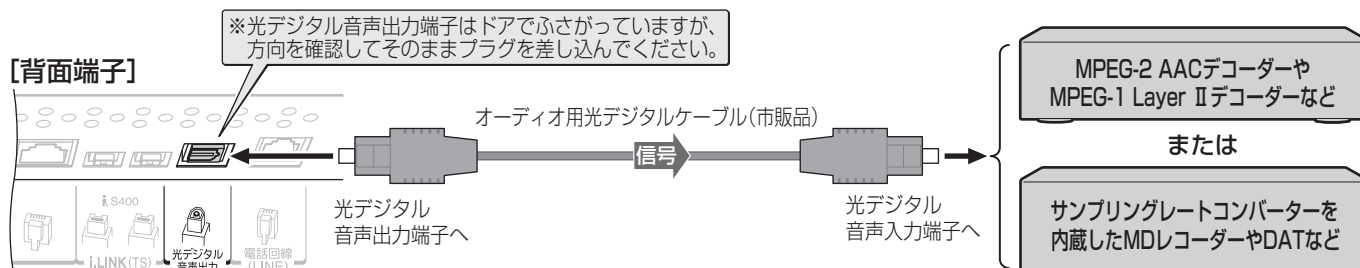 ※光デジタル音声出力端子はドアでふさがっていますが、
方向を確認してそのままプラグを差し込んでください。
[背面端子]
オーディオ用光デジタルケーブル(市販品)
信号
光デジタル
音声出力端子へ
光デジタル
音声入力端子へ
MPEG-2 AACデコーダーや
MPEG-1 Layer Ⅱデコーダーなど
または
サンプリングレートコンバーターを
内蔵したMDレコーダーやDATなど
i S400
i.LINK(TS)
光デジタル
音声出力
電話回線
(LINE)